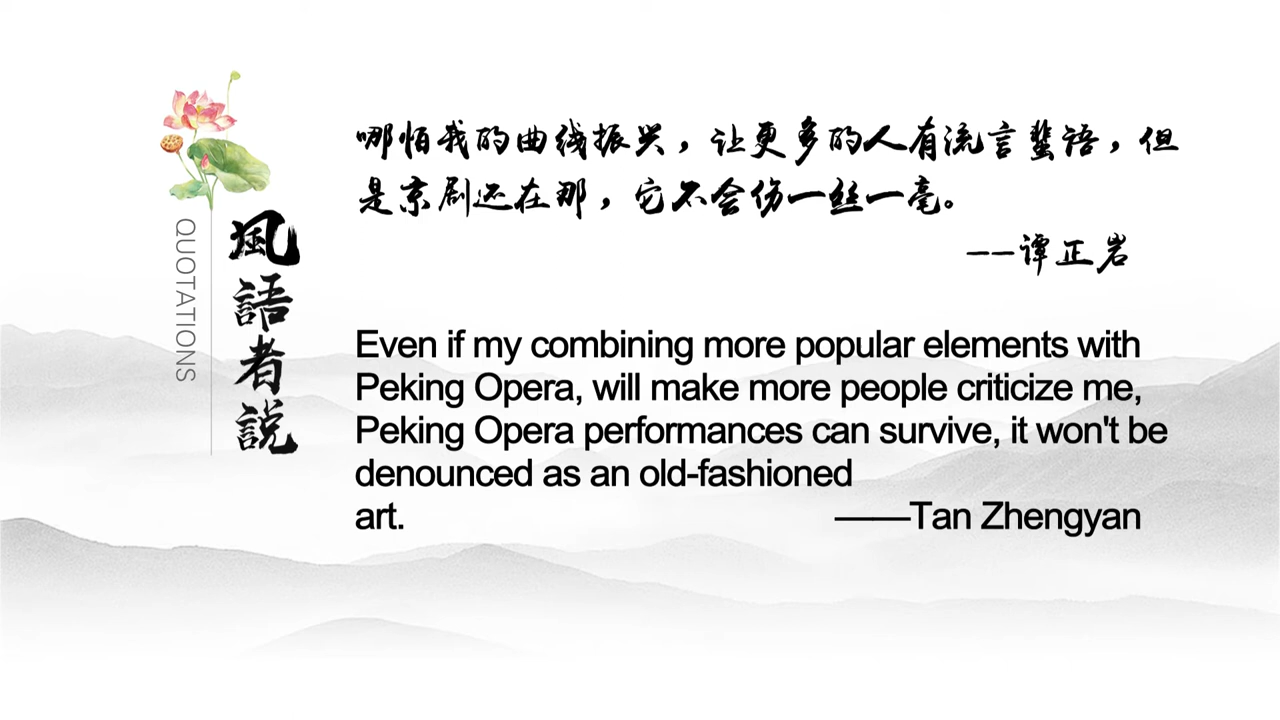 風語者説
QUOTATIONS
哪怕我的曲线振兴，让更多的人有流言蜚语，但
是京剧还在那，它不会伤一丝一毫。
--谭正岩
Even if my combining more popular elements with
Peking Opera, will make more people criticize me,
Peking Opera performances can survive, it won't be
denounced as an old-fashioned
art. ——Tan Zhengyan